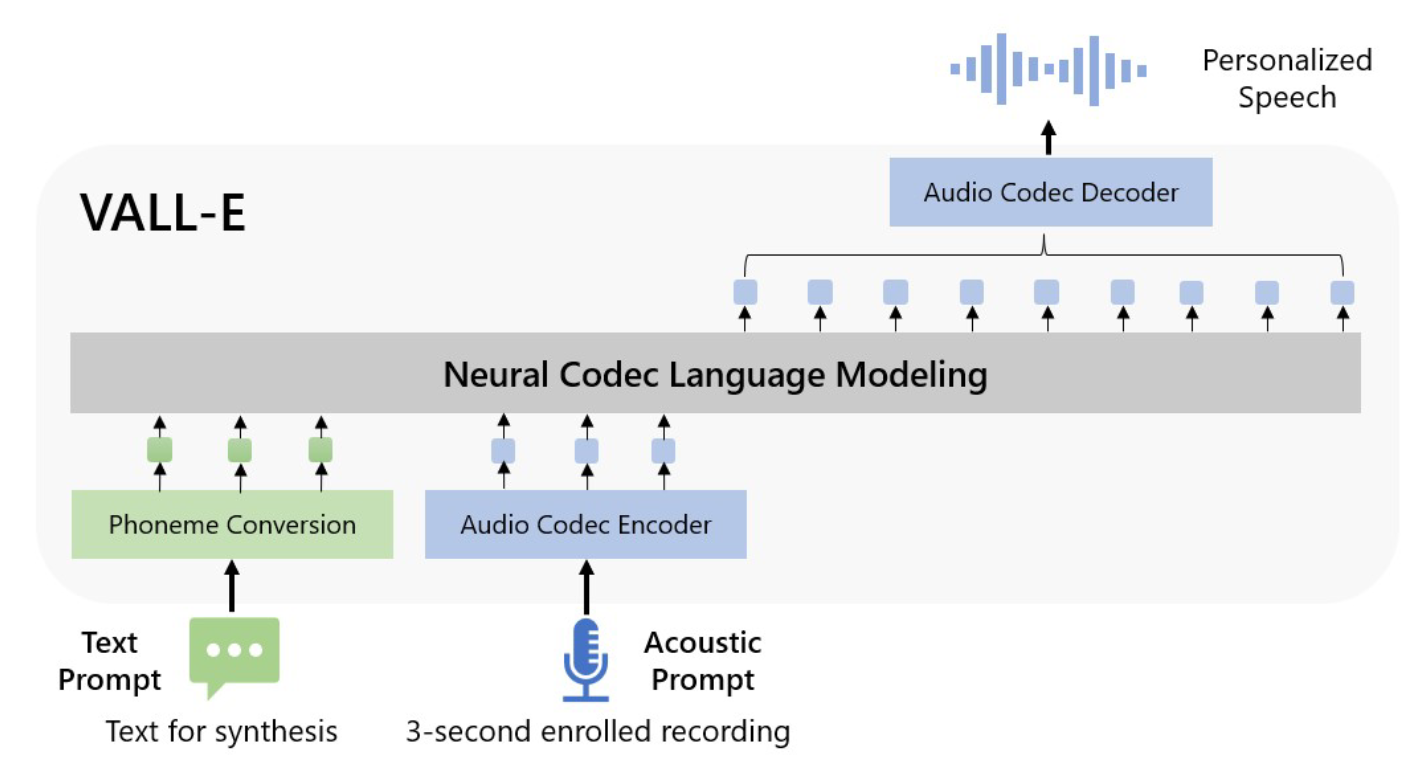 Personalized
Speech
Audio Codec Decoder
VALL-E
Neural Codec Language Modeling
Phoneme Conversion
Audio Codec Encoder
Text
Prompt
Acoustic
Prompt
Text for synthesis
3-second enrolled recording